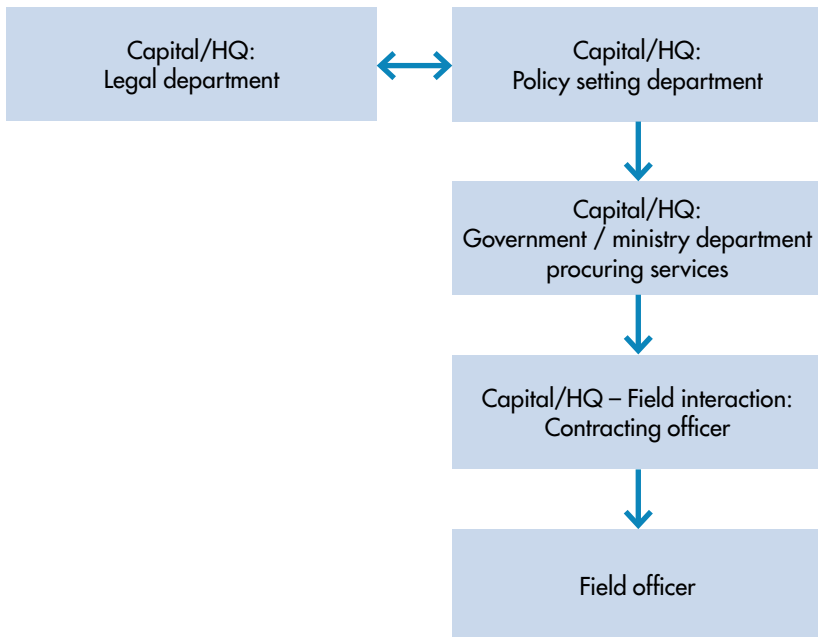 Capital/HQ:
Legal department
Capital/HQ:
Policy setting department
Capital/HQ:
Government / ministry department
procuring services
Capital/HQ – Field interaction:
Contracting officer
Field officer